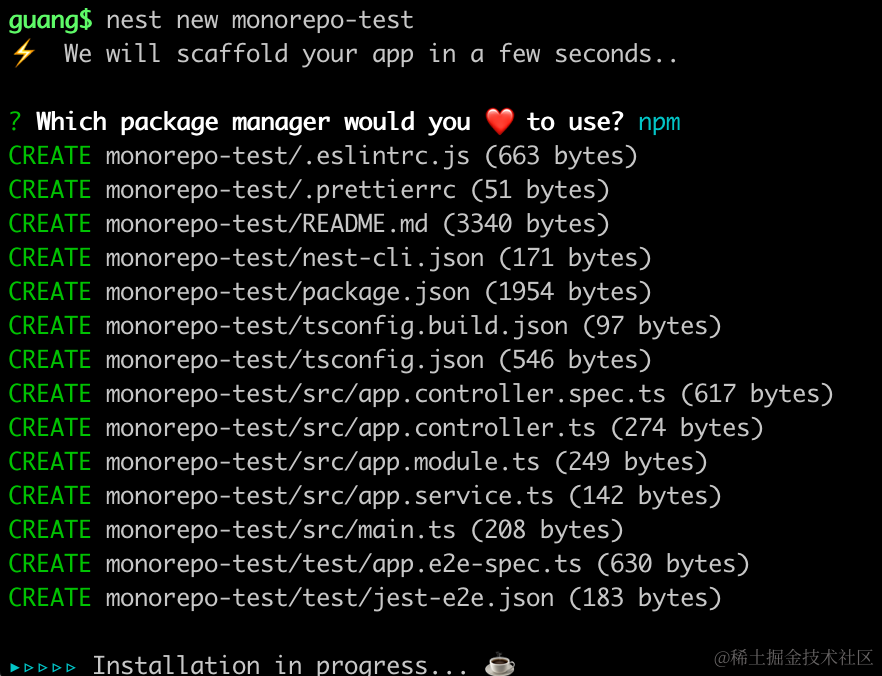 guang$ nest new monorepo-test
⚡ We will scaffold your app in a few seconds..
? Which package manager would you ❤️ to use? npm
CREATE monorepo-test/.eslintrc.js (663 bytes)
CREATE monorepo-test/.prettierrc (51 bytes)
CREATE monorepo-test/README.md (3340 bytes)
CREATE monorepo-test/nest-cli.json (171 bytes)
CREATE monorepo-test/package.json (1954 bytes)
CREATE monorepo-test/tsconfig.build.json (97 bytes)
CREATE monorepo-test/tsconfig.json (546 bytes)
CREATE monorepo-test/src/app.controller.spec.ts (617 bytes)
CREATE monorepo-test/src/app.controller.ts (274 bytes)
CREATE monorepo-test/src/app.module.ts (249 bytes)
CREATE monorepo-test/src/app.service.ts (142 bytes)
CREATE monorepo-test/src/main.ts (208 bytes)
CREATE monorepo-test/test/app.e2e-spec.ts (630 bytes)
CREATE monorepo-test/test/jest-e2e.json (183 bytes)
▸▹▹▹▹ Installation in progress... ☕
@稀土掘金技术社区